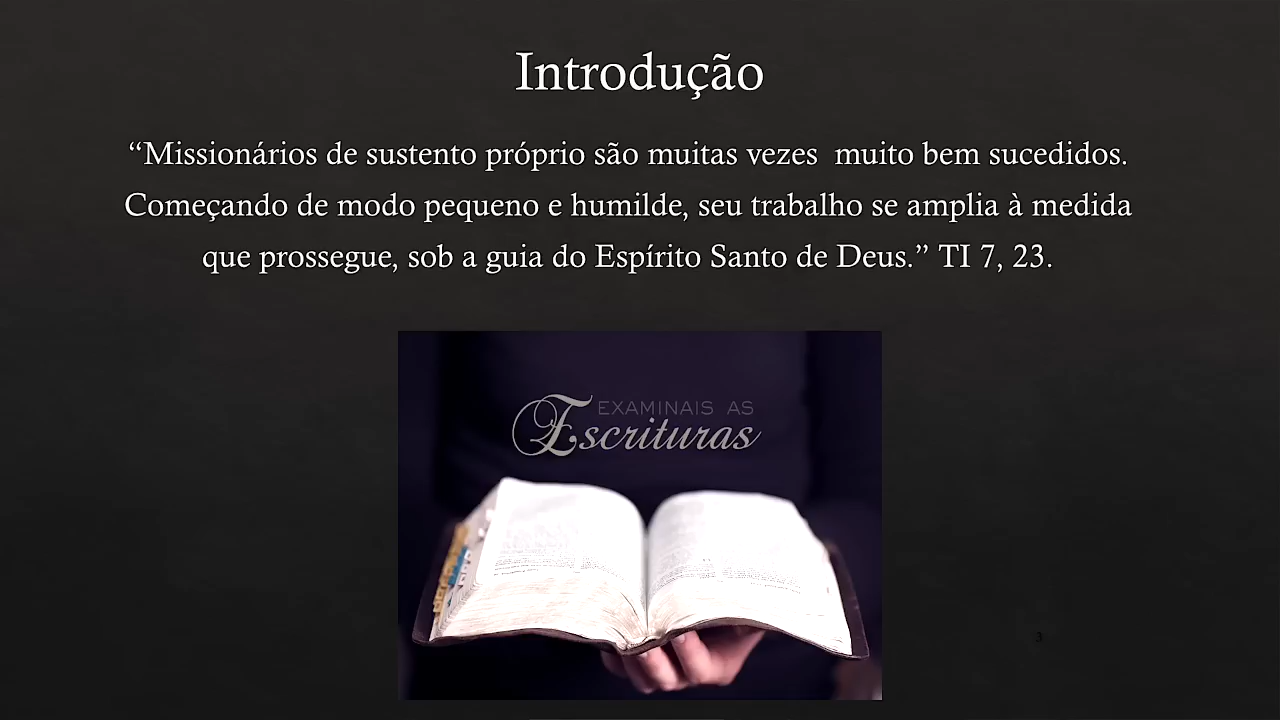 Introdução
“Missionários de sustento próprio são muitas vezes  muito bem sucedidos.
Começando de modo pequeno e humilde, seu trabalho se amplia à medida
que prossegue, sob a guia do Espírito Santo de Deus.” TI 7, 23.
EXAMINAIS AS
Escrituras
3